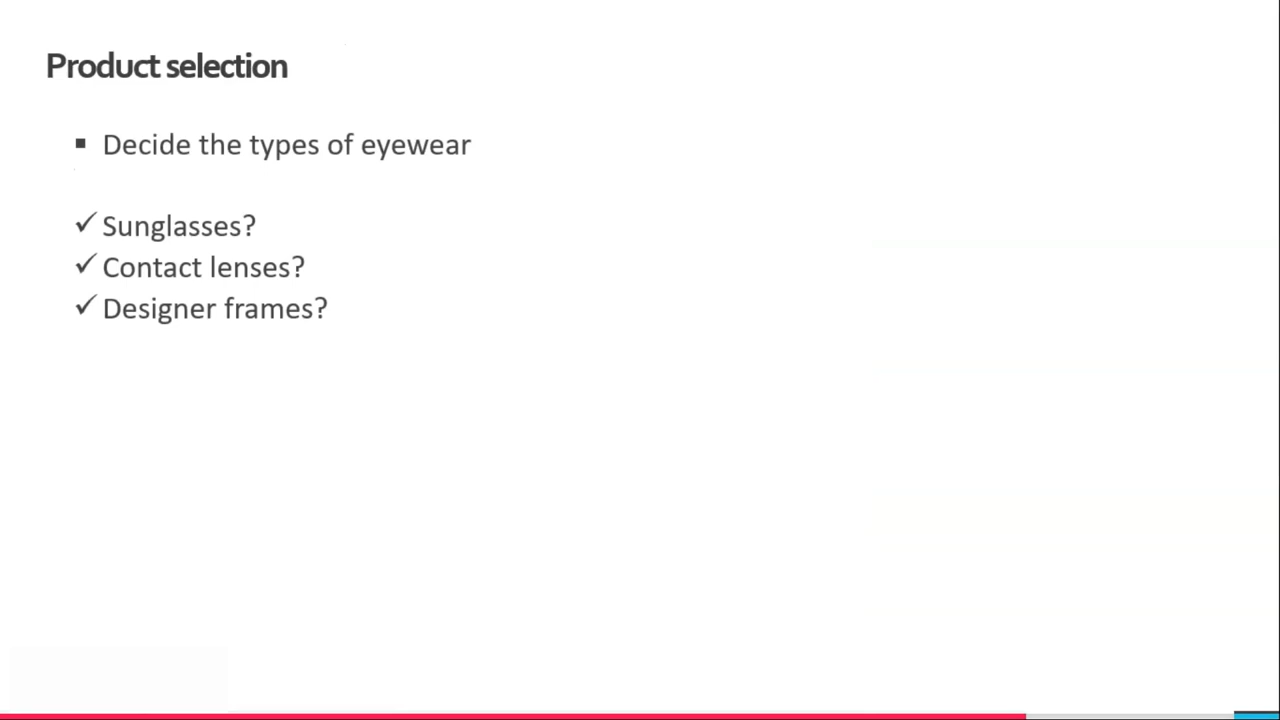 Product selection
▪ Decide the types of eyewear
✓ Sunglasses?
✓ Contact lenses?
✓ Designer frames?